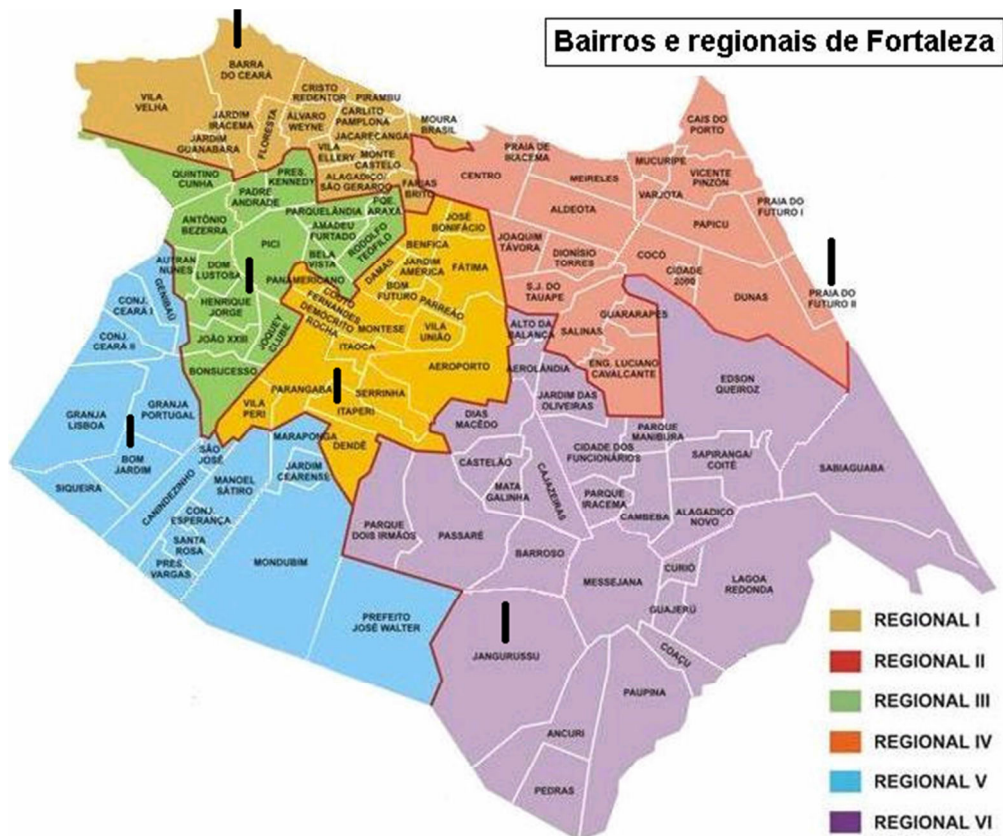 Bairros e regionais de Fortaleza
BARRA
DO CEARÁ
VILA
VELHA
CRISTO
REDENTOR
PIRAMBU
JARDIM
IRACEMA
FLORESTA
ÁLVARO
WEYNE
CARLITO
PAMPLONA
JACARECANGA
MOURA
BRASIL
JARDIM
GUANABARA
VILA
ELLERY
MONTE
CASTELO
ALAGADIÇO/
SÃO GERARDO
FARIAS
BRITO
CENTRO
PRAIA DE
IRACEMA
MEIRELES
MUCURIPE
CAIS DO
PORTO
VICENTE
PINZÓN
VARJOTA
PRAIA DO
FUTURO I
ALDEOTA
PAPICU
QUINTINO
CUNHA
PADRE
ANDRADE
PRES.
KENNEDY
PARQUELÂNDIA
PQE.
ARAXÁ
ANTÔNIO
BEZERRA
AMADEU
FURTADO
RODOLFO
TEÓFILO
PICI
BELA
VISTA
JOSÉ
BONIFÁCIO
BENFICA
JOAQUIM
TÁVORA
DIONÍSIO
TORRES
COCÓ
CIDADE
2000
DUNAS
PRAIA DO
FUTURO II
AUTRAN
NUNES
DOM
LUSTOSA
PANAMERICANO
DAMAS
JARDIM
AMÉRICA
FÁTIMA
BOM
FUTURO
PARREÃO
S.J. DO
TAUAPE
GENIBAÚ
HENRIQUE
JORGE
COUTO
FERNANDES
DEMÓCRITO
ROCHA
MONTESE
VILA
UNIÃO
ALTO DA
BALANÇA
SALINAS
GUARARAPES
CONJ.
CEARÁ I
CONJ.
CEARÁ II
JOÃO XXIII
JOQUEY
CLUBE
ITAOCA
AEROPORTO
AEROLÂNDIA
ENG. LUCIANO
CAVALCANTE
BONSUCESSO
EDSON
QUEIROZ
PARANGABA
SERRINHA
ITAPERI
VILA
PERI
JARDIM DAS
OLIVEIRAS
GRANJA
LISBOA
GRANJA
PORTUGAL
DIAS
MACÊDO
DENDÊ
MARAPONGA
JARDIM
CEARENSE
PARQUE
MANIBURA
CIDADE DOS
FUNCIONÁRIOS
SAPIRANGA/
COITÉ
SABIAGUABA
BOM
JARDIM
SÃO
JOSÉ
SIQUEIRA
CANINDEZINHO
MANOEL
SÁTIRO
CASTELÃO
MATA
GALINHA
CAJAZEIRAS
PARQUE
IRACEMA
CAMBEBA
ALAGADIÇO
NOVO
CONJ.
ESPERANÇA
SANTA
ROSA
PRES.
VARGAS
MONDUBIM
PARQUE
DOIS IRMÃOS
PASSARÉ
BARROSO
MESSEJANA
CURIÓ
LAGOA
REDONDA
GUAJERÚ
PREFEITO
JOSÉ WALTER
JANGURUSSU
COAÇU
PAUPINA
ANCURI
PEDRAS
REGIONAL I
REGIONAL II
REGIONAL III
REGIONAL IV
REGIONAL V
REGIONAL VI